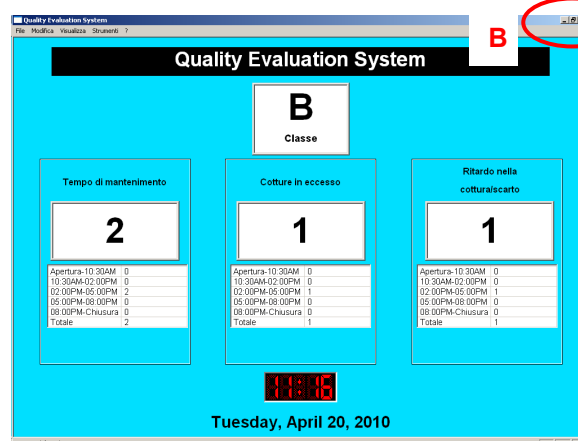 Quality Evaluation System
File Modifica Visualizza Strumenti ?
B
Quality Evaluation System
B
Classe
Tempo di mantenimento
2
Apertura-10:30AM 0
10:30AM-02:00PM 0
02:00PM-05:00PM 2
05:00PM-08:00PM 0
08:00PM-Chiusura 0
Totale 2
Cotture in eccesso
1
Apertura-10:30AM 0
10:30AM-02:00PM 0
02:00PM-05:00PM 1
05:00PM-08:00PM 0
08:00PM-Chiusura 0
Totale 1
Ritardo nella
cottura/scarto
1
Apertura-10:30AM 0
10:30AM-02:00PM 0
02:00PM-05:00PM 1
05:00PM-08:00PM 0
08:00PM-Chiusura 0
Totale 1
Tuesday, April 20, 2010